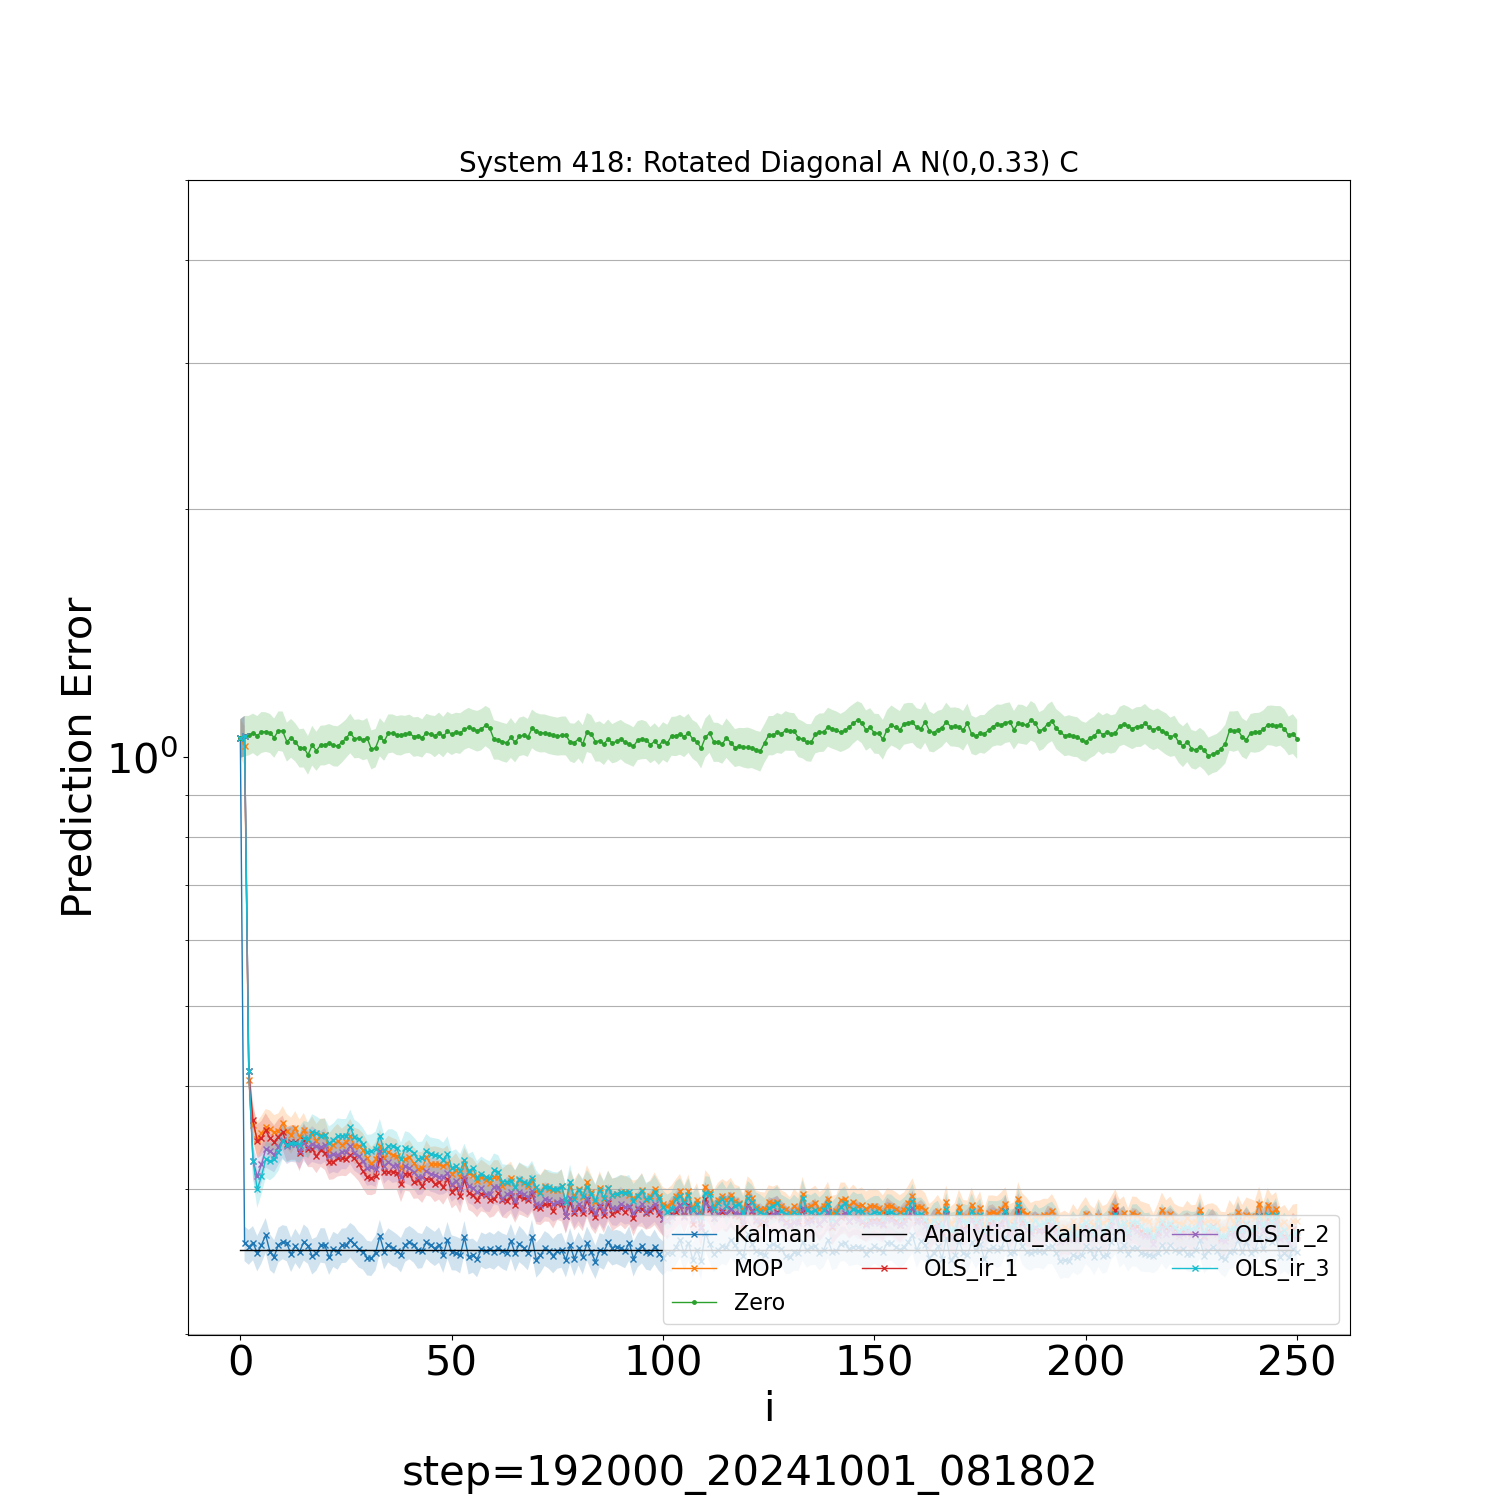 System 418: Rotated Diagonal A N(0,0.33) C
Prediction Error
10⁰
Kalman
MOP
Zero
Analytical_Kalman
OLS_ir_1
OLS_ir_2
OLS_ir_3
0 50 100 150 200 250
i
step=192000_20241001_081802